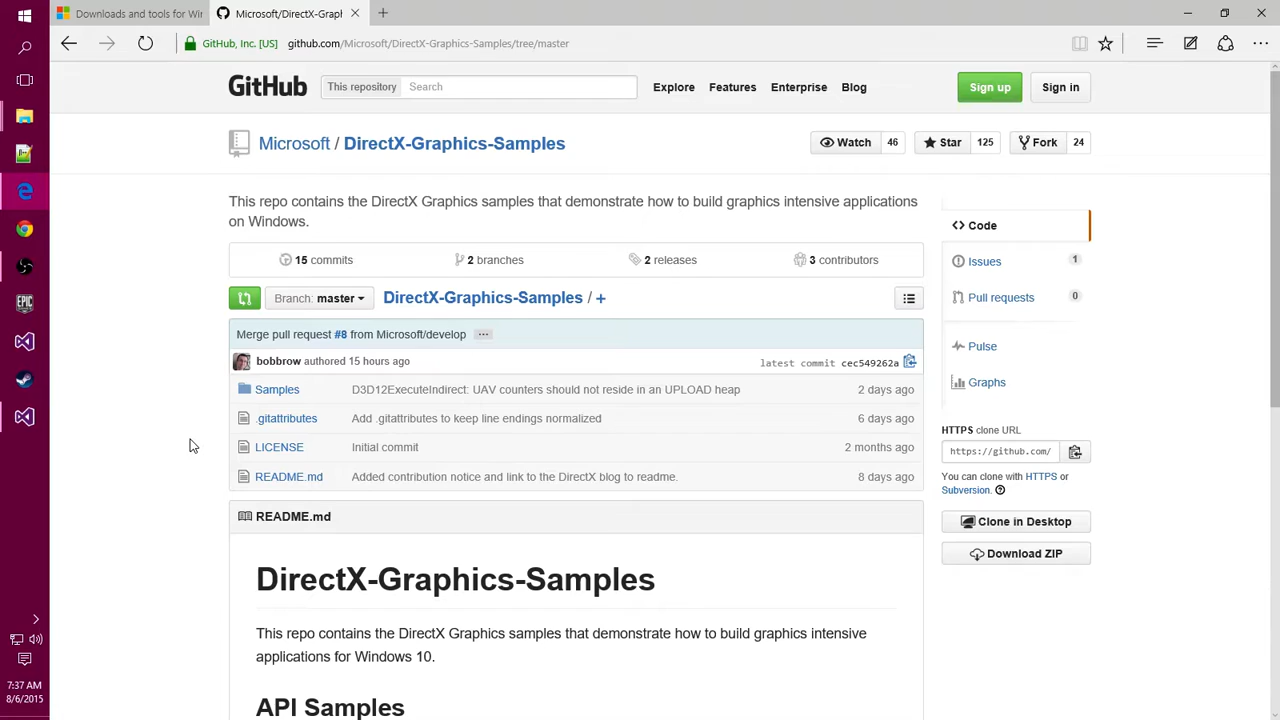 Downloads and tools for Win
Microsoft/DirectX-Graph
GitHub, Inc. [US] github.com/Microsoft/DirectX-Graphics-Samples/tree/master
GitHub This repository Search Explore Features Enterprise Blog Sign up Sign in
Microsoft / DirectX-Graphics-Samples Watch 46 Star 125 Fork 24
This repo contains the DirectX Graphics samples that demonstrate how to build graphics intensive applications
on Windows.
15 commits 2 branches 2 releases 3 contributors
Branch: master DirectX-Graphics-Samples / +
Merge pull request #8 from Microsoft/develop ...
bobbrow authored 15 hours ago latest commit cec549262a
Samples D3D12ExecuteIndirect: UAV counters should not reside in an UPLOAD heap 2 days ago
.gitattributes Add .gitattributes to keep line endings normalized 6 days ago
LICENSE Initial commit 2 months ago
README.md Added contribution notice and link to the DirectX blog to readme. 8 days ago
README.md
DirectX-Graphics-Samples
This repo contains the DirectX Graphics samples that demonstrate how to build graphics intensive
applications for Windows 10.
API Samples
Code
Issues 1
Pull requests 0
Pulse
Graphs
HTTPS clone URL
https://github.com/
You can clone with HTTPS or
Subversion.
Clone in Desktop
Download ZIP
EPIC
7:37 AM
8/6/2015